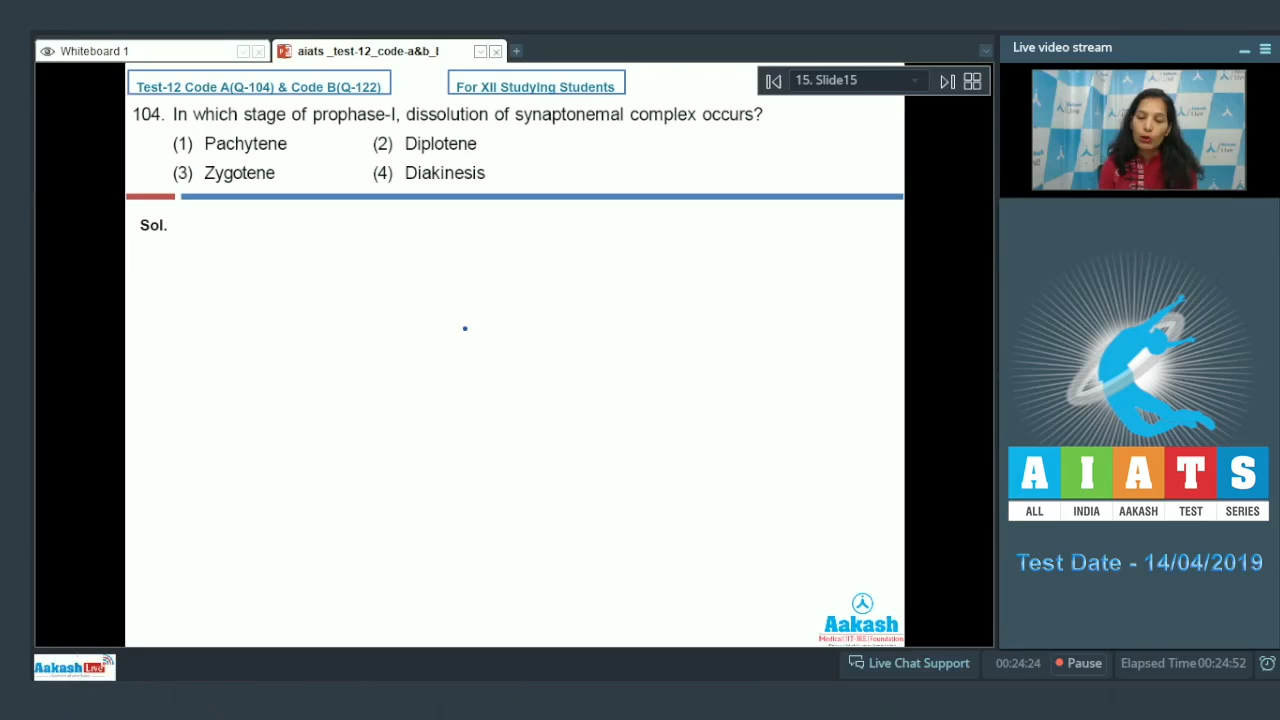 Whiteboard 1
aiats _test-12_code-a&b_l
Live video stream
Test-12 Code A(Q-104) & Code B(Q-122)
For XII Studying Students
15. Slide15
104. In which stage of prophase-I, dissolution of synaptonemal complex occurs?
(1) Pachytene (2) Diplotene
(3) Zygotene (4) Diakinesis
Sol.
A I A T S
ALL INDIA AAKASH TEST SERIES
Test Date - 14/04/2019
Aakash
Medical|IIT-JEE|Foundations
Aakash Live
Live Chat Support
00:24:24
Pause
Elapsed Time 00:24:52